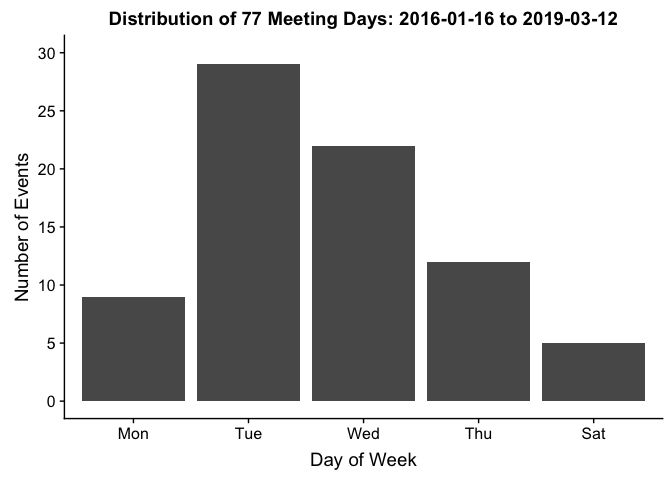 Distribution of 77 Meeting Days: 2016-01-16 to 2019-03-12
30
25
20
15
10
5
0
Number of Events
Mon Tue Wed Thu Sat
Day of Week